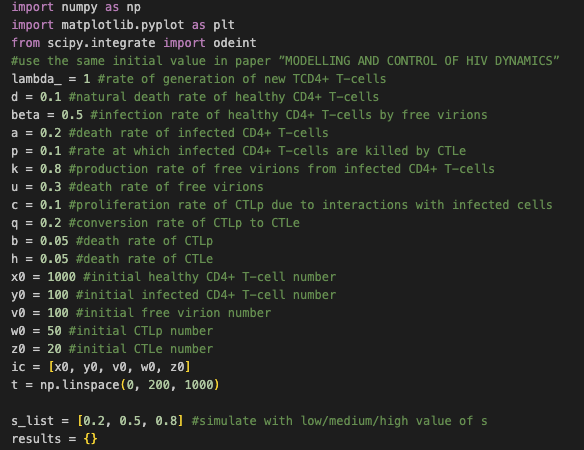 import numpy as np
import matplotlib.pyplot as plt
from scipy.integrate import odeint
#use the same initial value in paper ”MODELLING AND CONTROL OF HIV DYNAMICS”
lambda_ = 1 #rate of generation of new TCD4+ T-cells
d = 0.1 #natural death rate of healthy CD4+ T-cells
beta = 0.5 #infection rate of healthy CD4+ T-cells by free virions
a = 0.2 #death rate of infected CD4+ T-cells
p = 0.1 #rate at which infected CD4+ T-cells are killed by CTLe
k = 0.8 #production rate of free virions from infected CD4+ T-cells
u = 0.3 #death rate of free virions
c = 0.1 #proliferation rate of CTLp due to interactions with infected cells
q = 0.2 #conversion rate of CTLp to CTLe
b = 0.05 #death rate of CTLp
h = 0.05 #death rate of CTLe
x0 = 1000 #initial healthy CD4+ T-cell number
y0 = 100 #initial infected CD4+ T-cell number
v0 = 100 #initial free virion number
w0 = 50 #initial CTLp number
z0 = 20 #initial CTLe number
ic = [x0, y0, v0, w0, z0]
t = np.linspace(0, 200, 1000)
s_list = [0.2, 0.5, 0.8] #simulate with low/medium/high value of s
results = {}